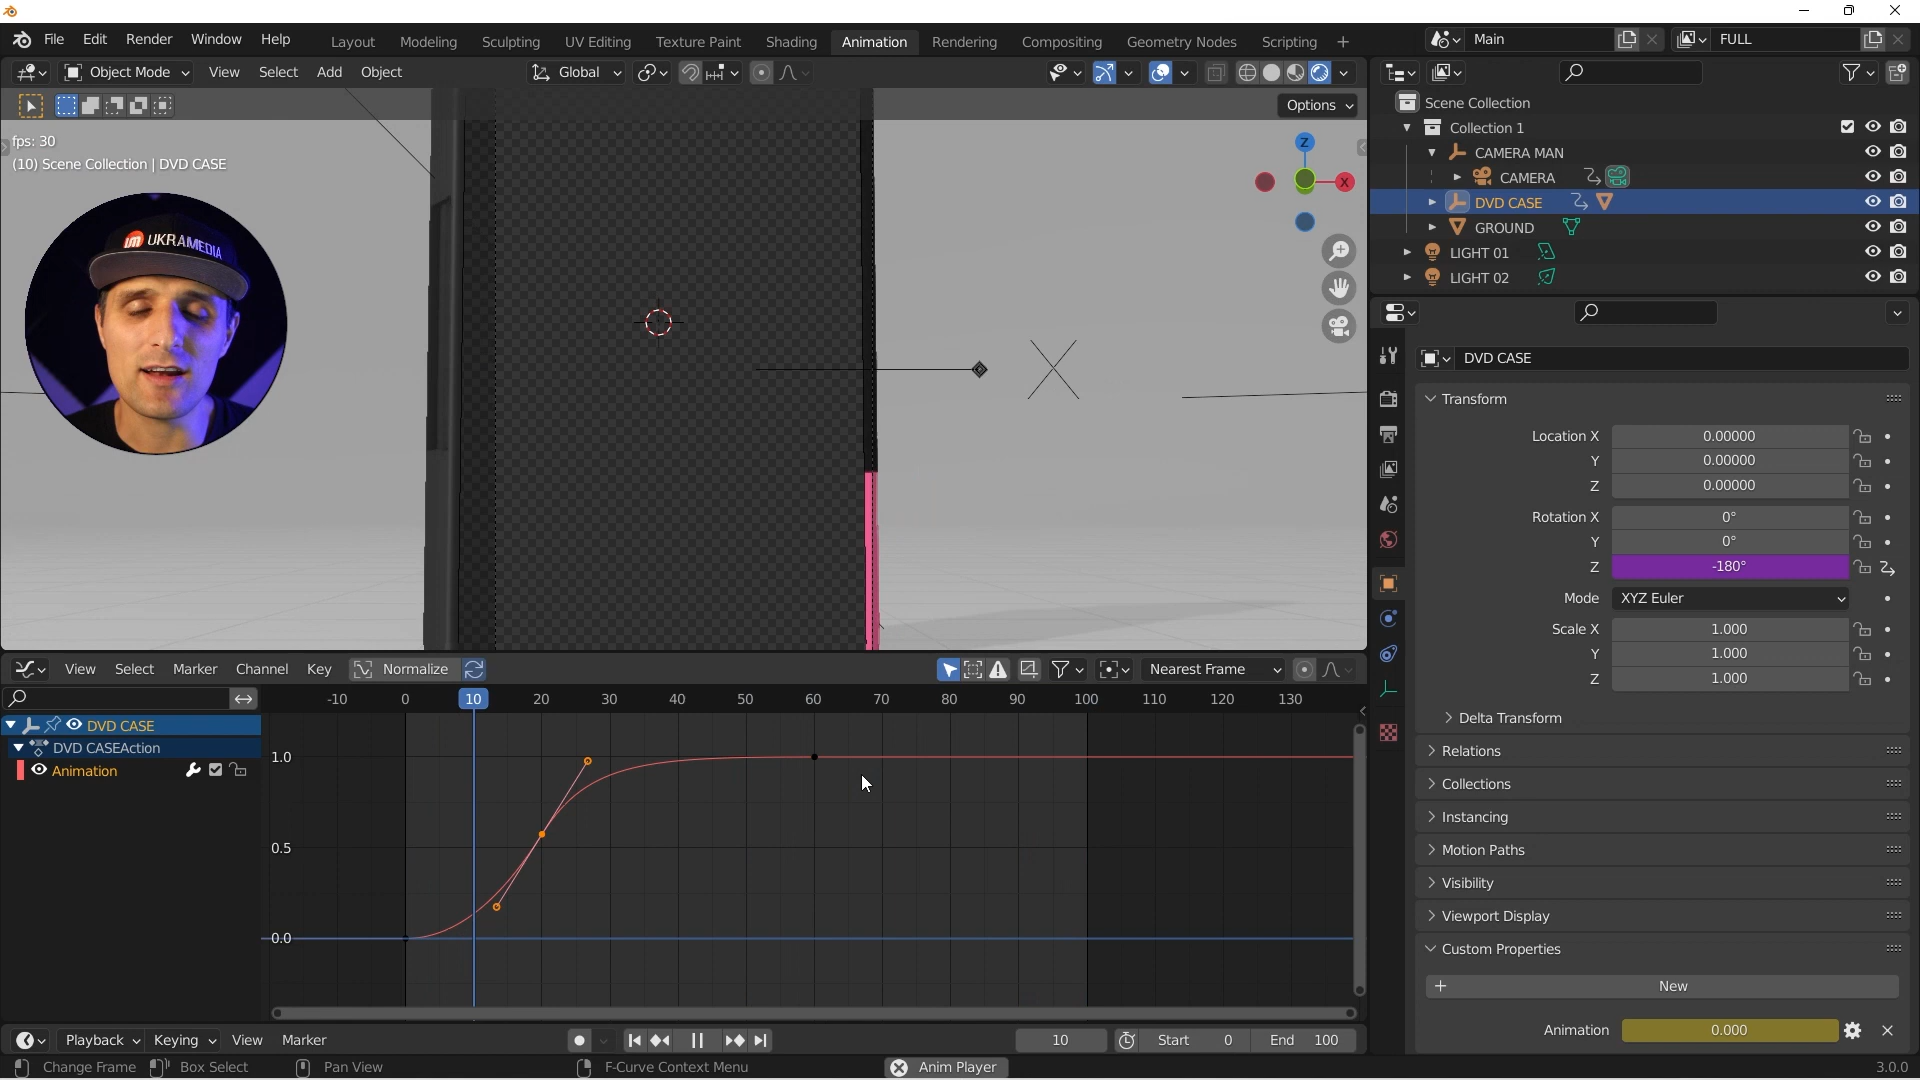 File Edit Render Window Help
Layout Modeling Sculpting UV Editing Texture Paint Shading Animation Rendering Compositing Geometry Nodes Scripting +
Main
FULL
Object Mode View Select Add Object
Global
Options
fps: 30
(10) Scene Collection | DVD CASE
um UKRAMEDIA
Z
X
Scene Collection
Collection 1
CAMERA MAN
CAMERA
DVD CASE
GROUND
LIGHT 01
LIGHT 02
DVD CASE
Transform
Location X 0.00000
Y 0.00000
Z 0.00000
Rotation X 0°
Y 0°
Z -180°
Mode XYZ Euler
Scale X 1.000
Y 1.000
Z 1.000
Delta Transform
Relations
Collections
Instancing
Motion Paths
Visibility
Viewport Display
Custom Properties
+ New
Animation 0.000
View Select Marker Channel Key Normalize
Nearest Frame
-10 0 10 20 30 40 50 60 70 80 90 100 110 120 130
DVD CASE
DVD CASEAction
Animation
1.0
0.5
0.0
Playback Keying View Marker
10
Start 0
End 100
Change Frame Box Select Pan View F-Curve Context Menu
Anim Player
3.0.0